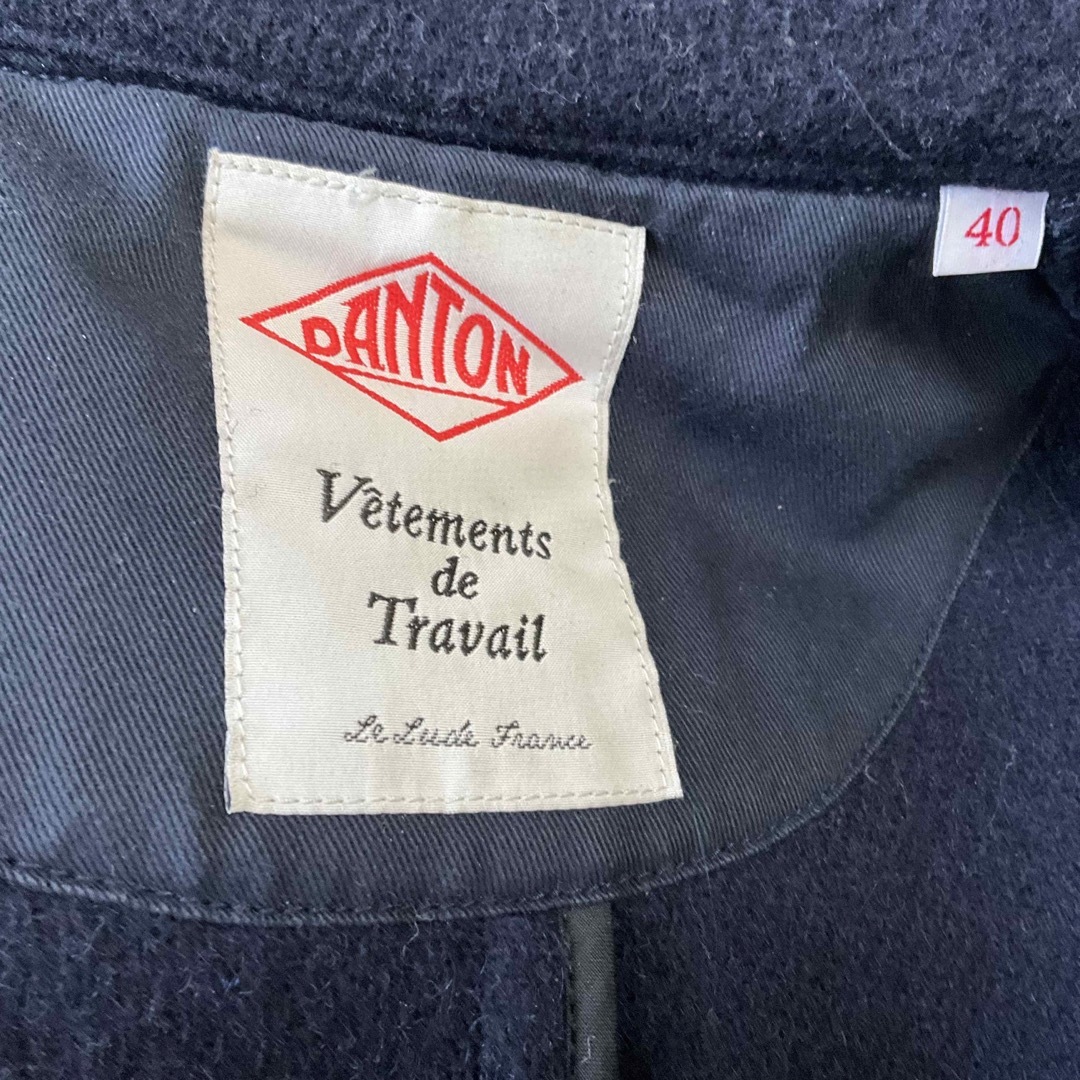 DANTON
Vêtements
de
Travail
Le Lude France
40